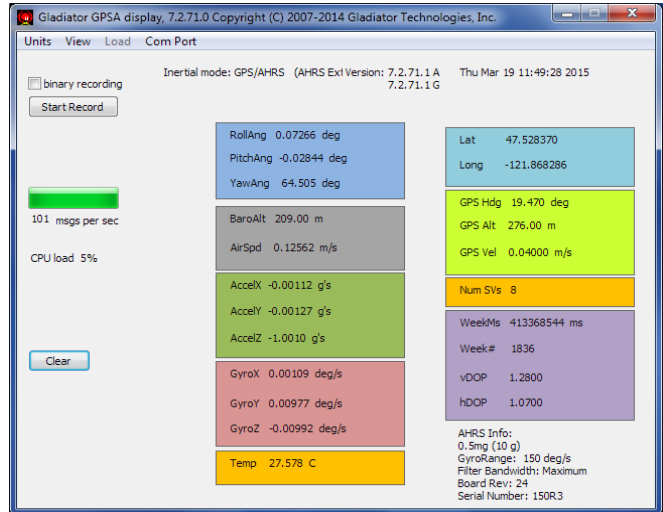 Gladiator GPSA display, 7.2.71.0 Copyright (C) 2007-2014 Gladiator Technologies, Inc.
Units View Load Com Port
binary recording
Start Record
Inertial mode: GPS/AHRS (AHRS Ext Version: 7.2.71.1 A
7.2.71.1 G
Thu Mar 19 11:49:28 2015
101 msgs per sec
CPU load 5%
Clear
RollAng 0.07266 deg
PitchAng -0.02844 deg
YawAng 64.505 deg
BaroAlt 209.00 m
AirSpd 0.12562 m/s
AccelX -0.00112 g's
AccelY -0.00127 g's
AccelZ -1.0010 g's
GyroX 0.00109 deg/s
GyroY 0.00977 deg/s
GyroZ -0.00992 deg/s
Temp 27.578 C
Lat 47.528370
Long -121.868286
GPS Hdg 19.470 deg
GPS Alt 276.00 m
GPS Vel 0.04000 m/s
Num SVs 8
WeekMs 413368544 ms
Week# 1836
vDOP 1.2800
hDOP 1.0700
AHRS Info:
0.5mg (10 g)
GyroRange: 150 deg/s
Filter Bandwidth: Maximum
Board Rev: 24
Serial Number: 150R3